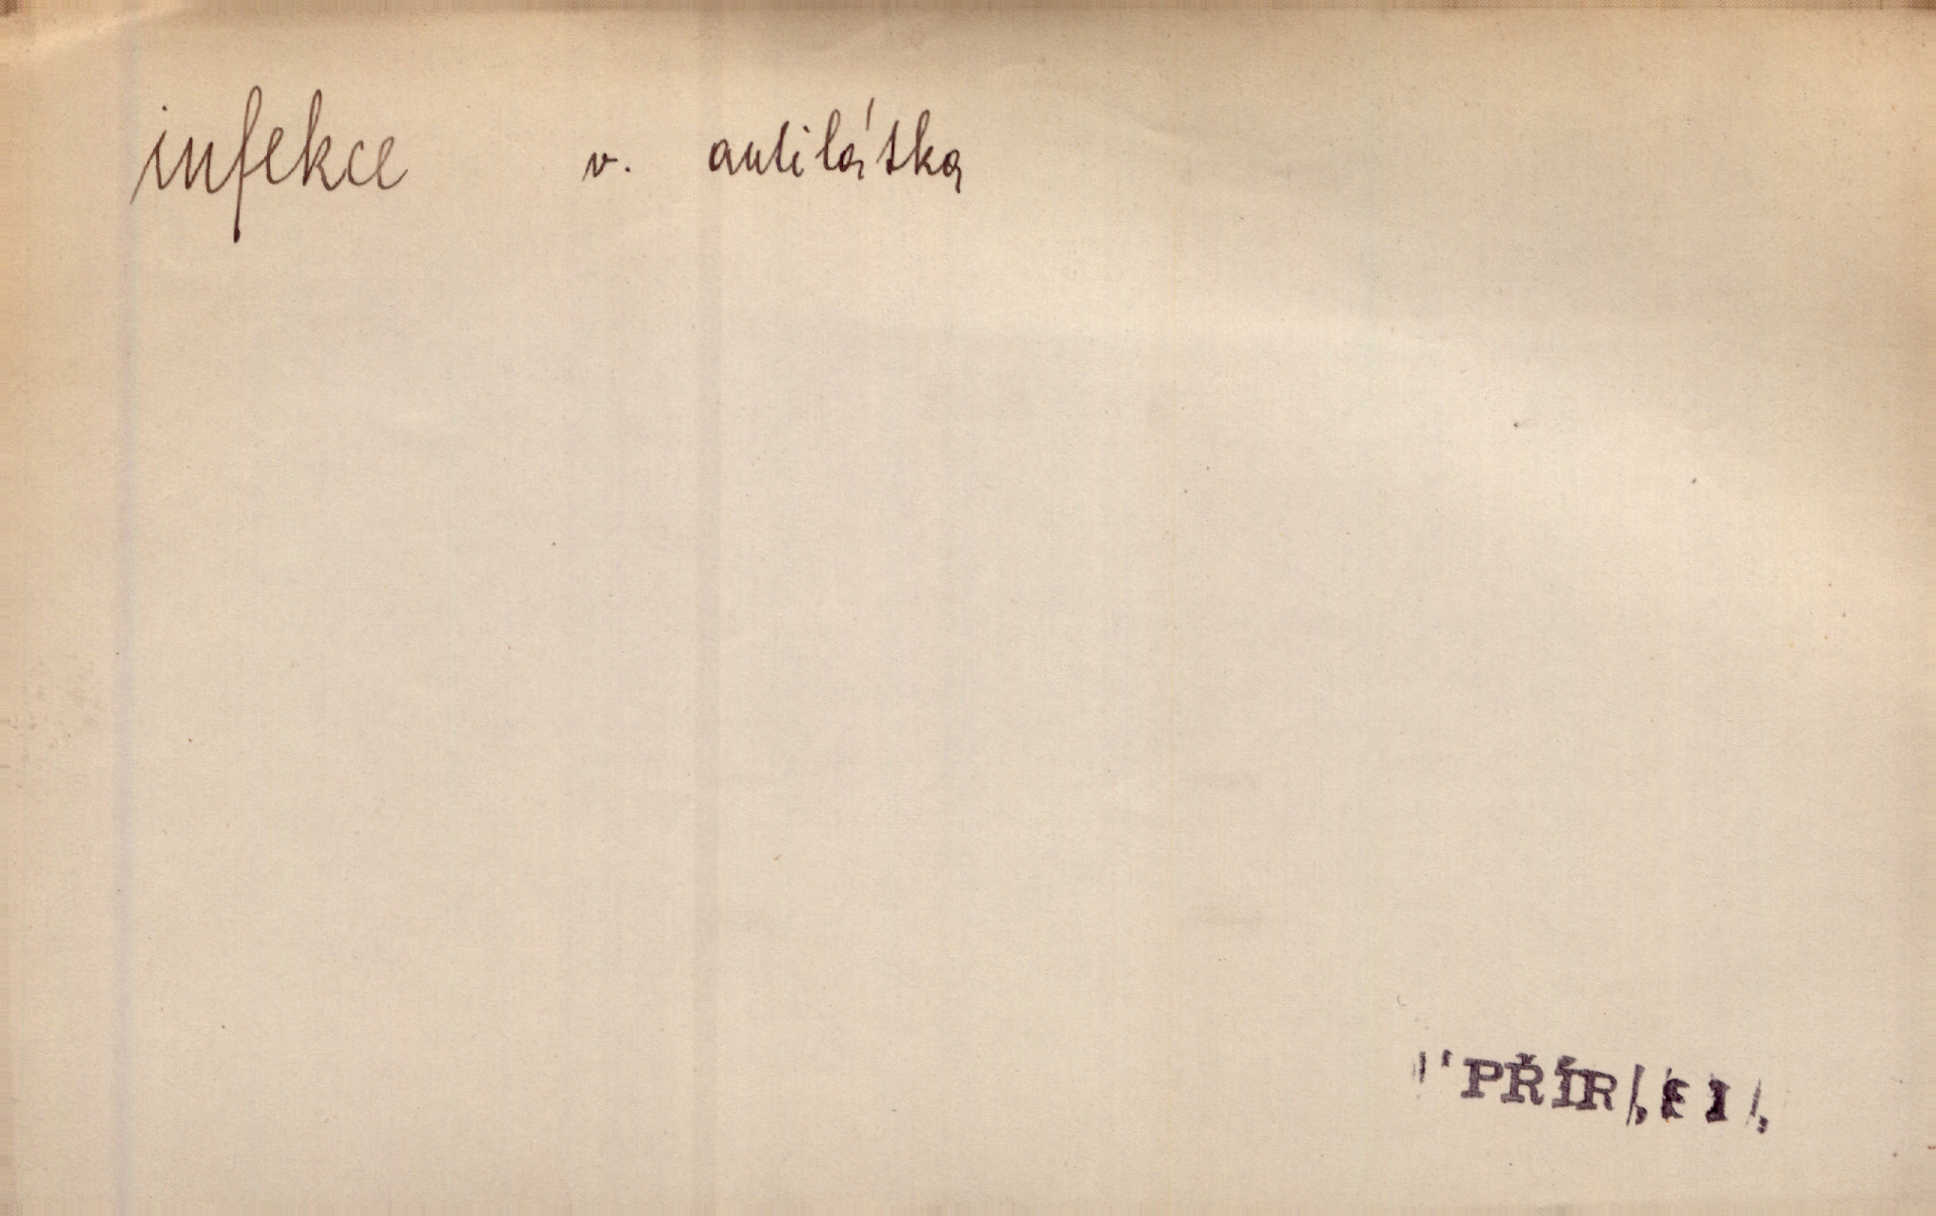 infekce v. antilátka
PŘÍR